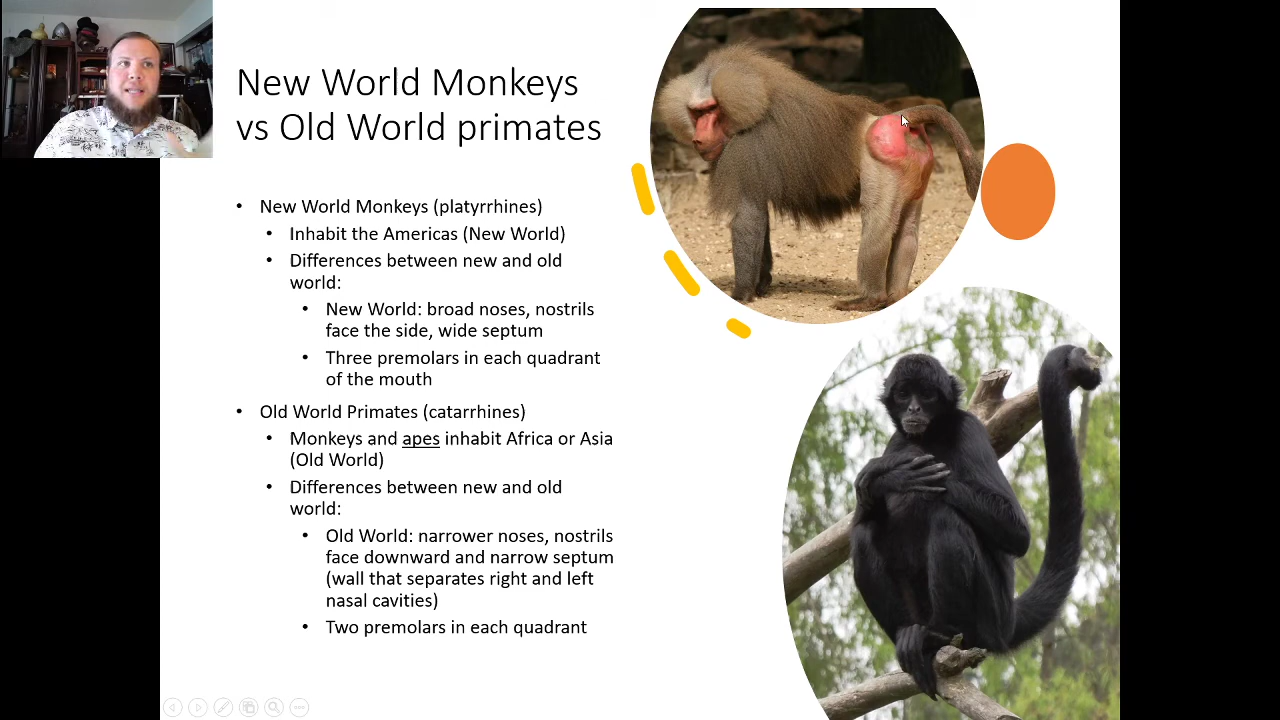 New World Monkeys
vs Old World primates
• New World Monkeys (platyrrhines)
• Inhabit the Americas (New World)
• Differences between new and old
world:
• New World: broad noses, nostrils
face the side, wide septum
• Three premolars in each quadrant
of the mouth
• Old World Primates (catarrhines)
• Monkeys and apes inhabit Africa or Asia
(Old World)
• Differences between new and old
world:
• Old World: narrower noses, nostrils
face downward and narrow septum
(wall that separates right and left
nasal cavities)
• Two premolars in each quadrant